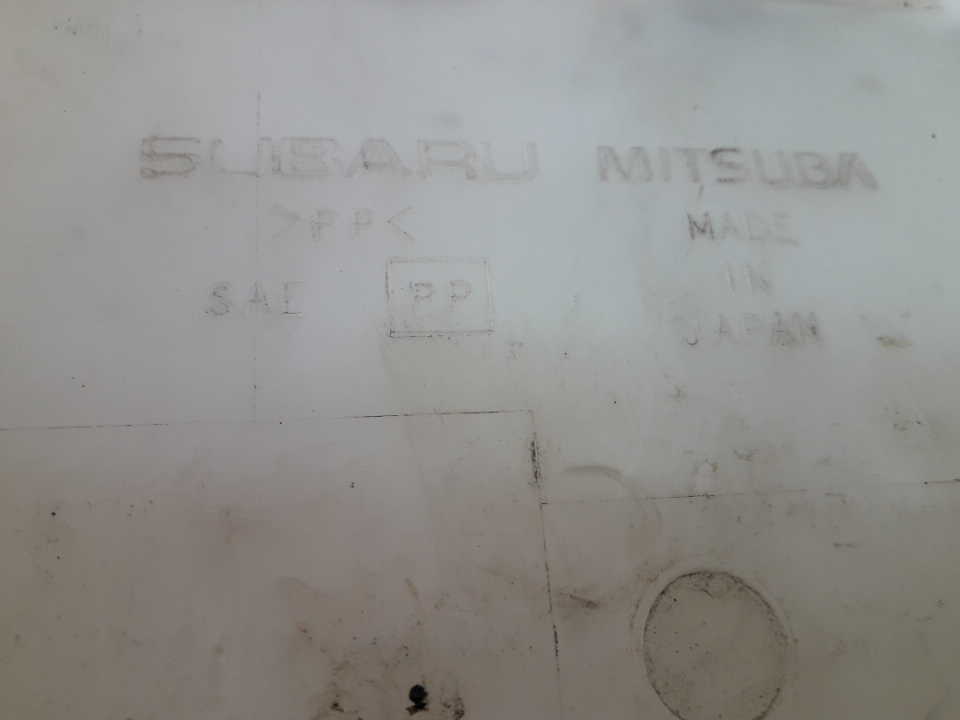 SUBARU MITSUBA
>PP<
SAE PP
MADE
IN
JAPAN